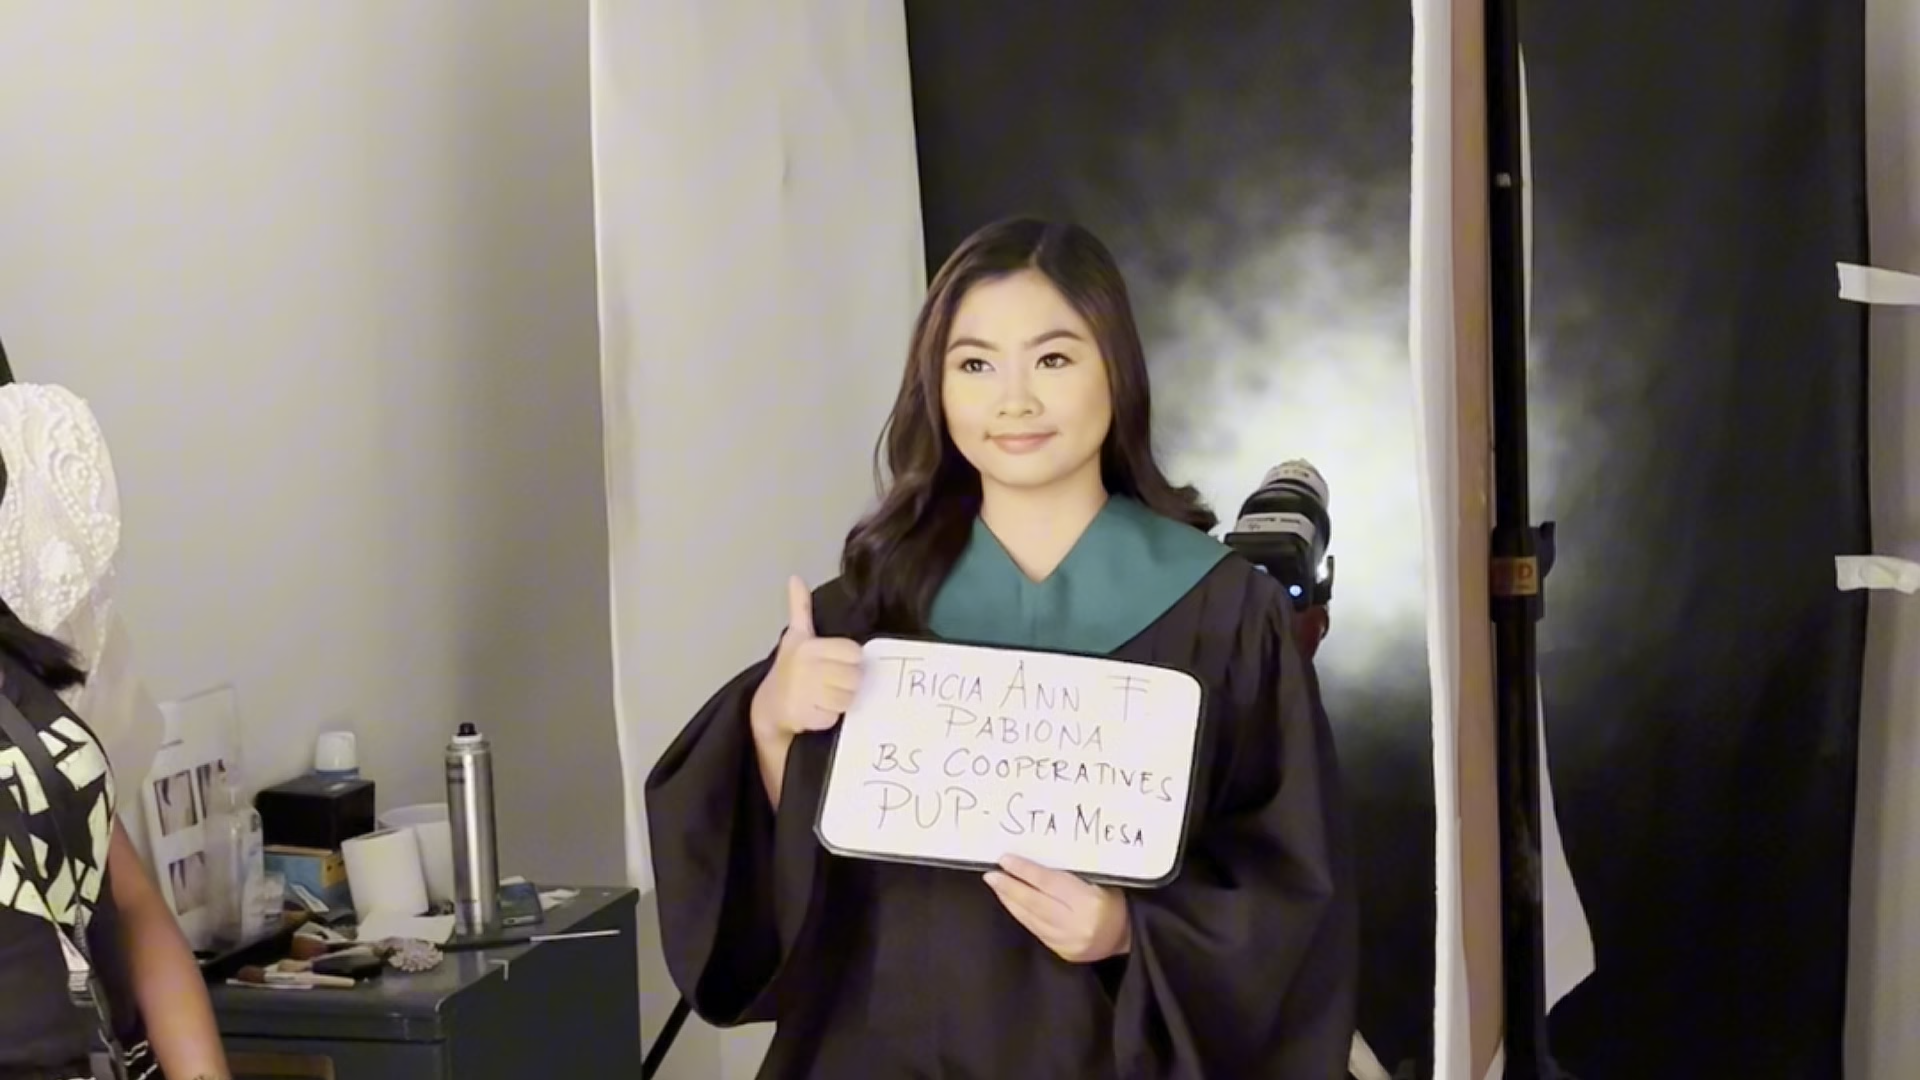 TRICIA ANN F.
PABIONA
BS COOPERATIVES
PUP-STA MESA